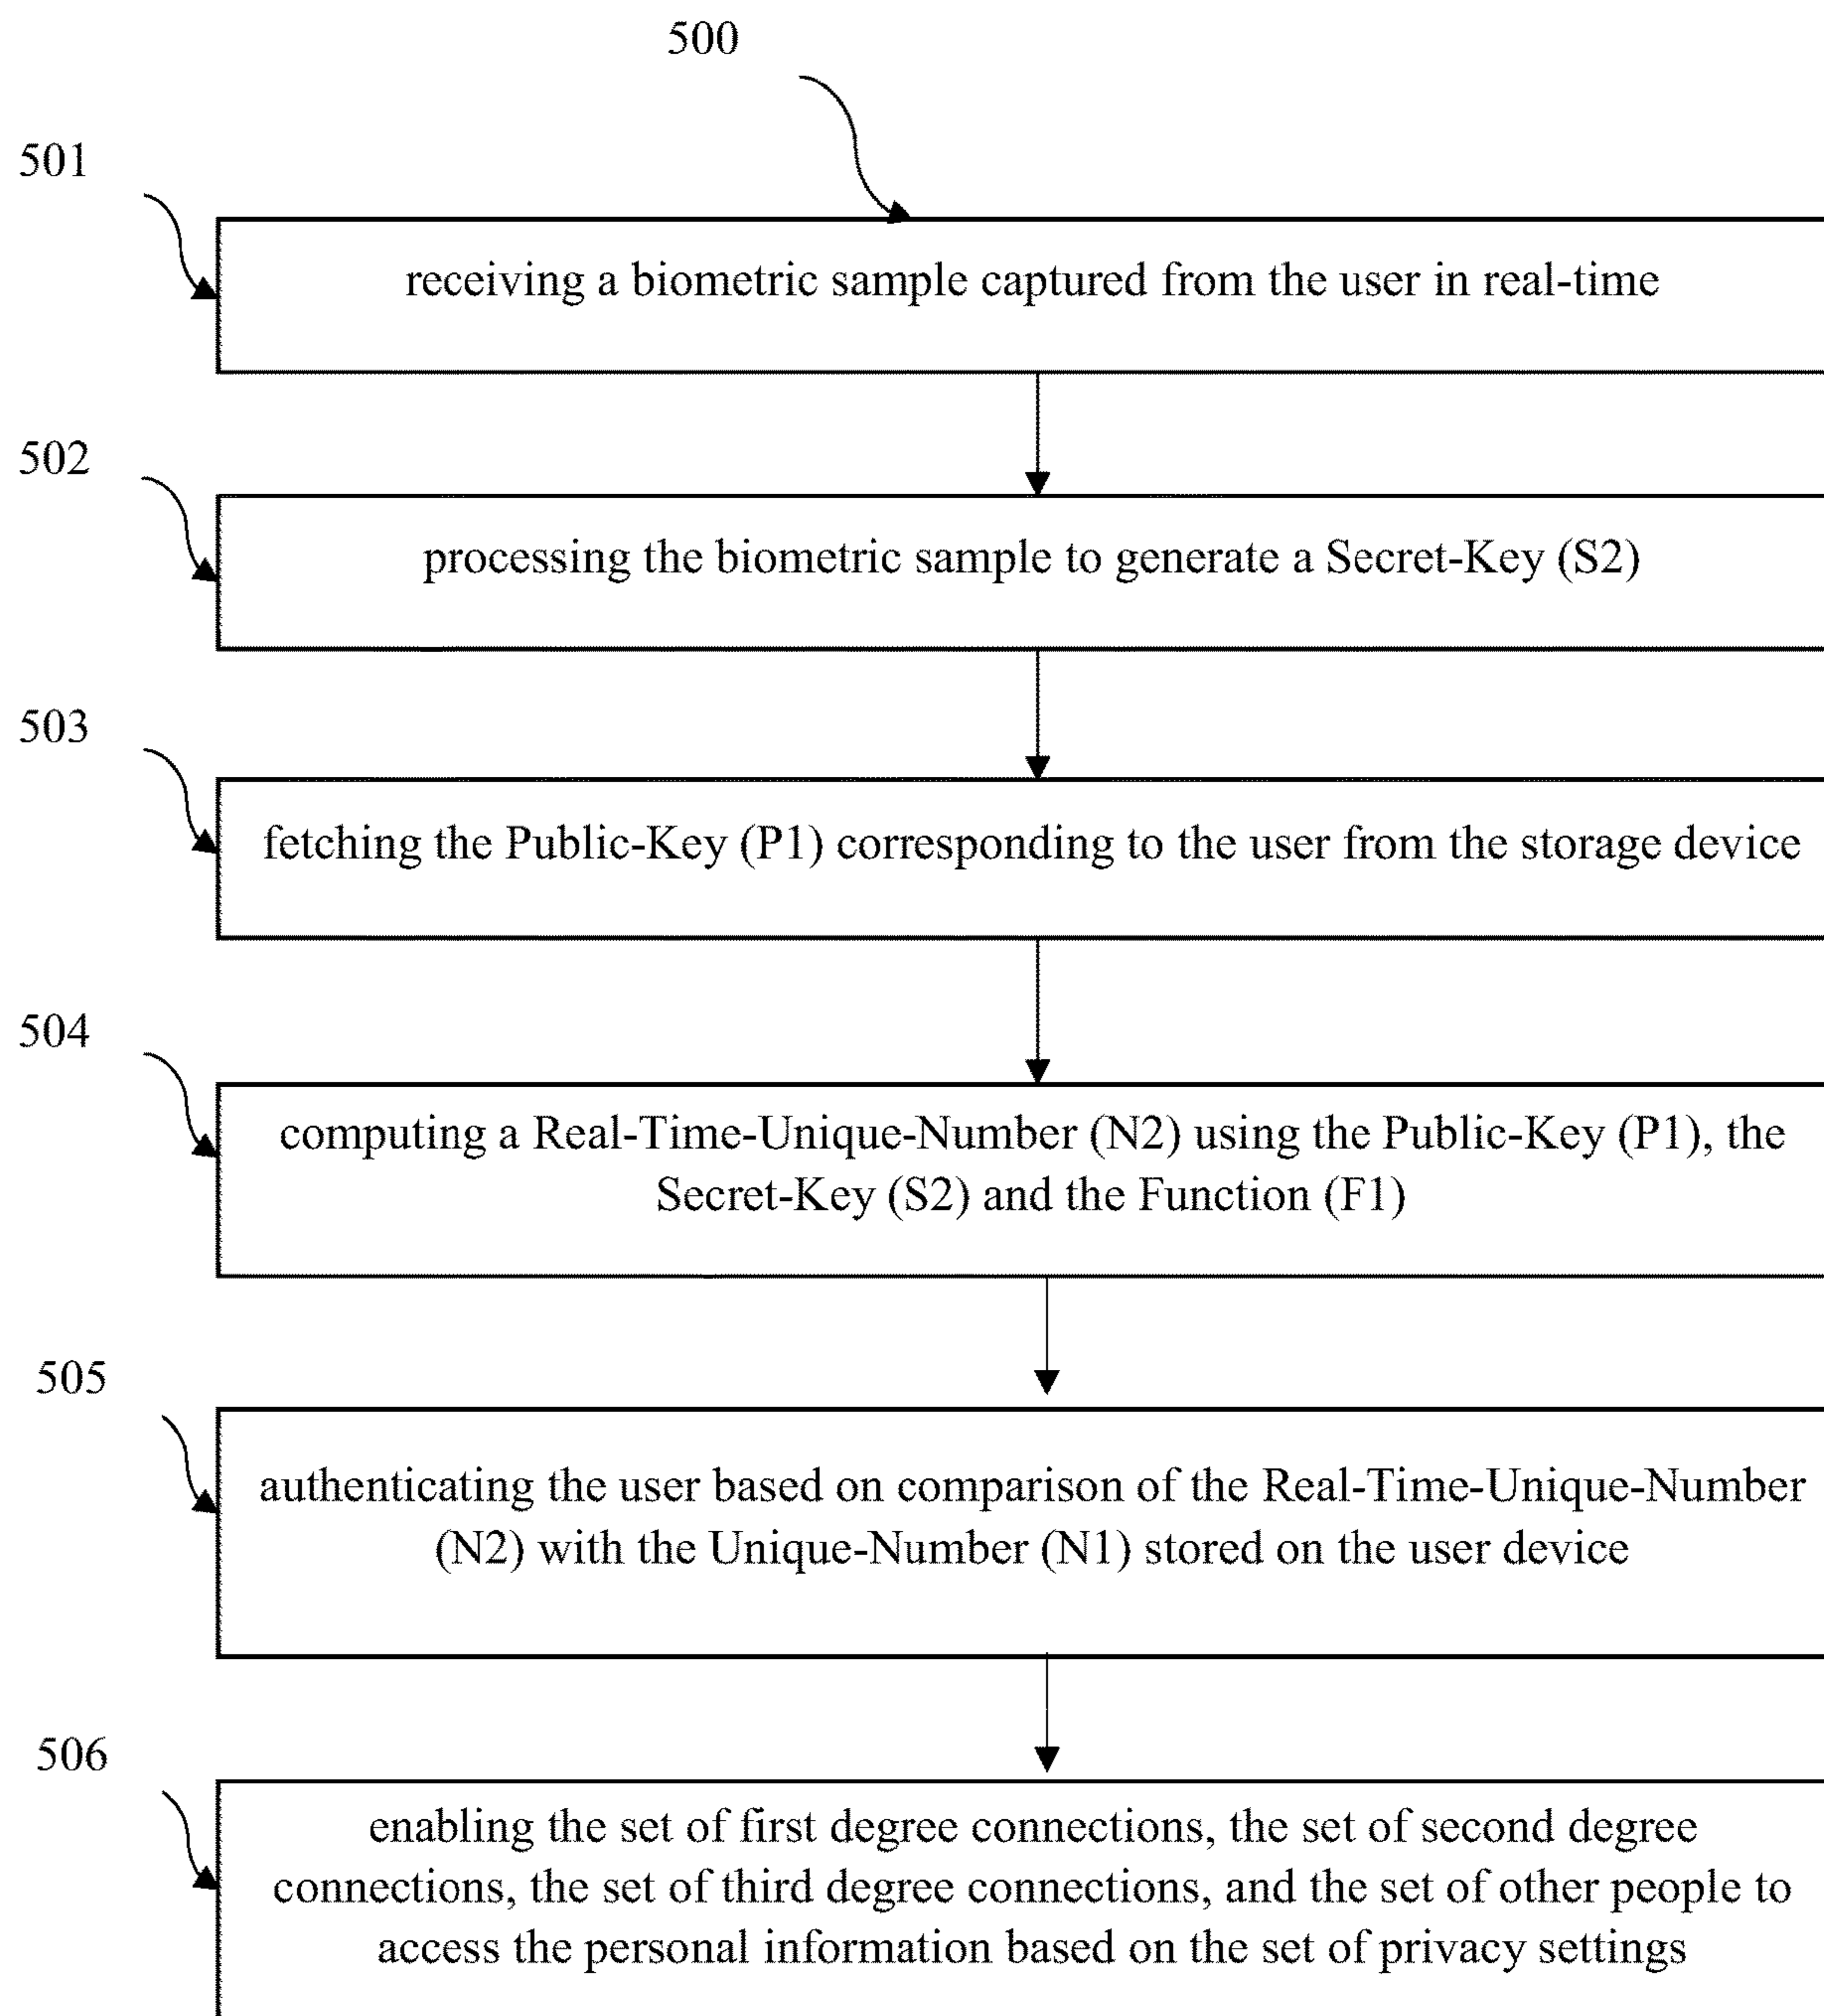 500
501
receiving a biometric sample captured from the user in real-time
502
processing the biometric sample to generate a Secret-Key (S2)
503
fetching the Public-Key (P1) corresponding to the user from the storage device
504
computing a Real-Time-Unique-Number (N2) using the Public-Key (P1), the
Secret-Key (S2) and the Function (F1)
505
authenticating the user based on comparison of the Real-Time-Unique-Number
(N2) with the Unique-Number (N1) stored on the user device
506
enabling the set of first degree connections, the set of second degree
connections, the set of third degree connections, and the set of other people to
access the personal information based on the set of privacy settings